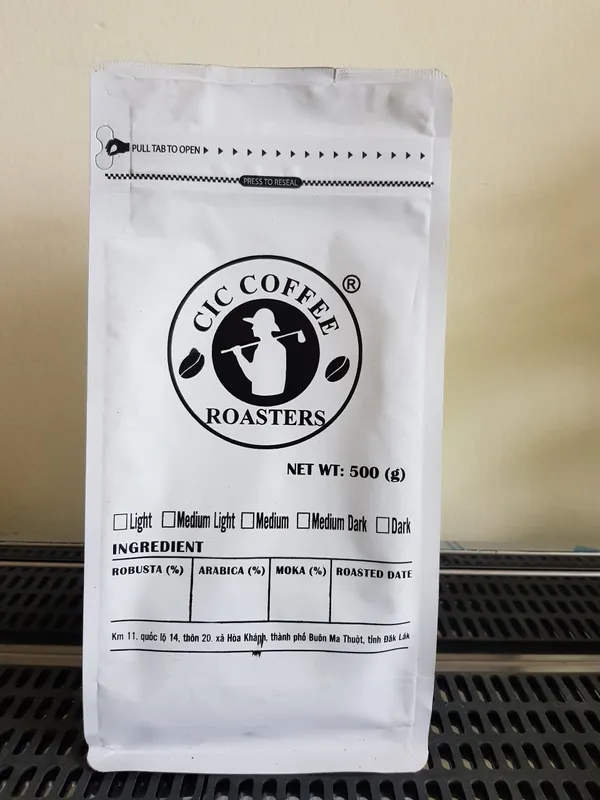 PULL TAB TO OPEN
PRESS TO RESEAL
CIC COFFEE ®
ROASTERS
NET WT: 500 (g)
Light Medium Light Medium Medium Dark Dark
INGREDIENT
ROBUSTA (%) ARABICA (%) MOKA (%) ROASTED DATE
Km 11, quốc lộ 14, thôn 20, xã Hòa Khánh, thành phố Buôn Ma Thuột, tỉnh Đăk Lăk